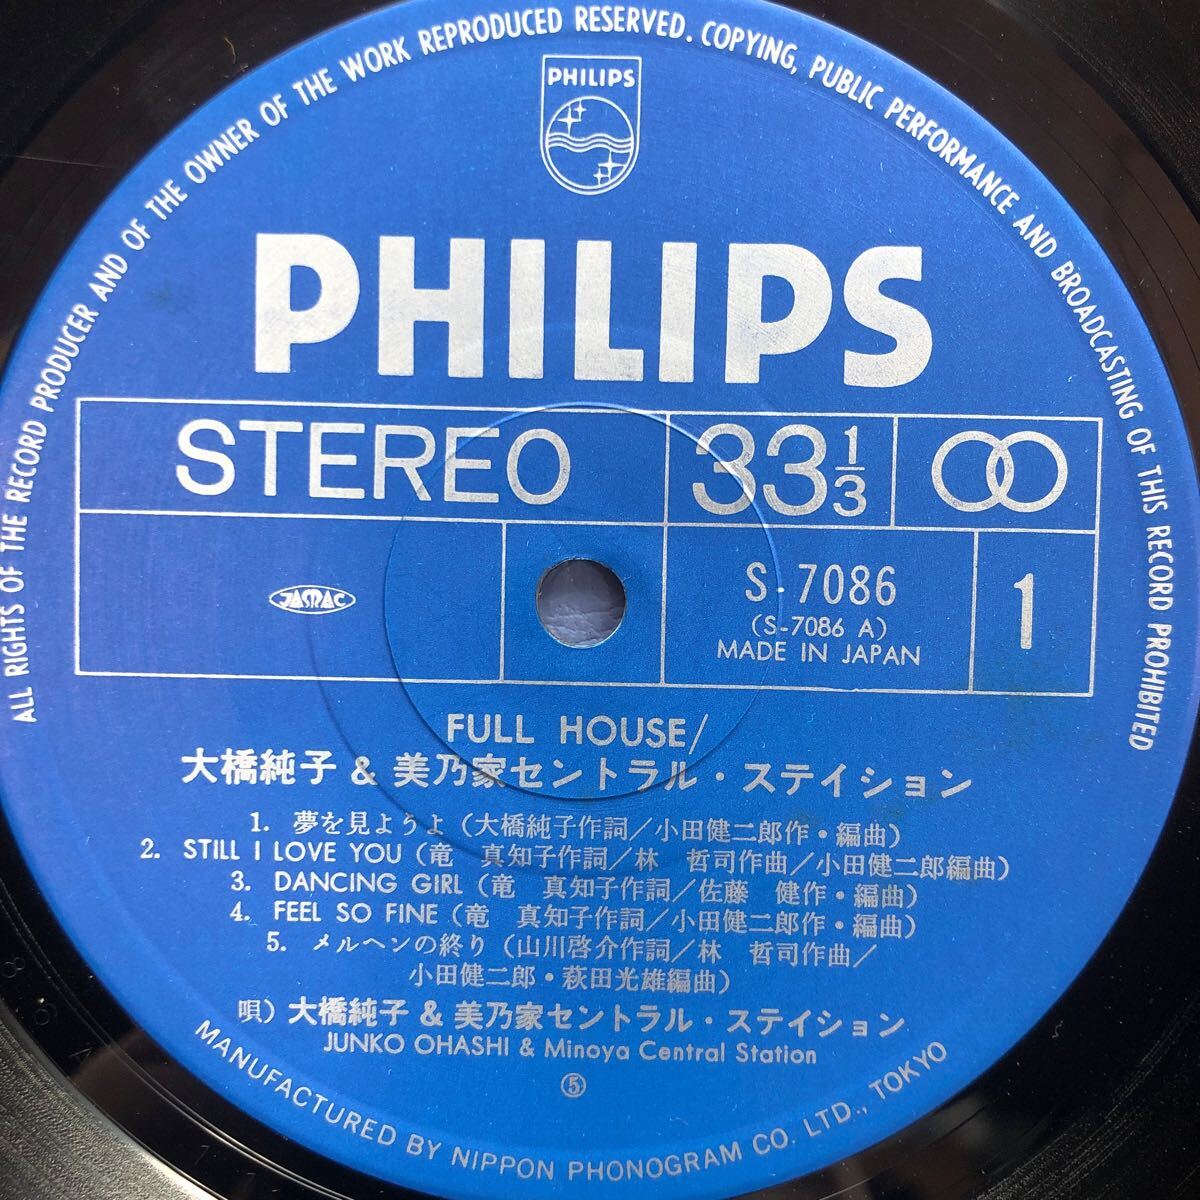 ALL RIGHTS OF THE RECORD PRODUCER AND OF THE OWNER OF THE WORK REPRODUCED RESERVED. COPYING, PUBLIC PERFORMANCE AND BROADCASTING OF THIS RECORD PROHIBITED
PHILIPS
PHILIPS
STEREO
33 1/3
JASRAC
S-7086
(S-7086 A)
MADE IN JAPAN
1
FULL HOUSE/
大橋純子 & 美乃家セントラル・ステイション
1. 夢を見ようよ(大橋純子作詞/小田健二郎作・編曲)
2. STILL I LOVE YOU(竜 真知子作詞/林 哲司作曲/小田健二郎編曲)
3. DANCING GIRL(竜 真知子作詞/佐藤 健作・編曲)
4. FEEL SO FINE(竜 真知子作詞/小田健二郎作・編曲)
5. メルヘンの終り(山川啓介作詞/林 哲司作曲/
小田健二郎・萩田光雄編曲)
唄)大橋純子 & 美乃家セントラル・ステイション
JUNKO OHASHI & Minoya Central Station
⑤
MANUFACTURED BY NIPPON PHONOGRAM CO. LTD., TOKYO